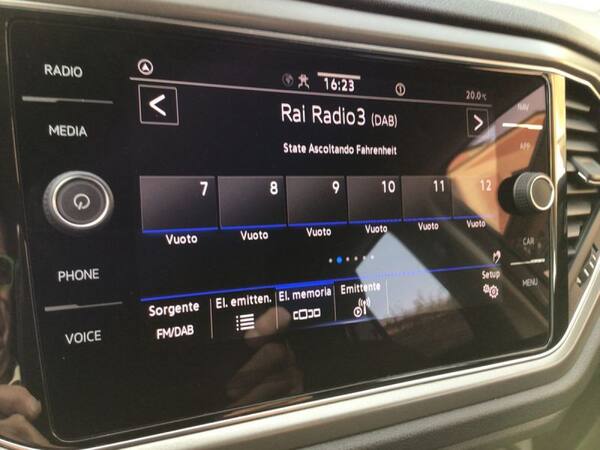 RADIO
MEDIA
PHONE
VOICE
16:23
20.0°C
Rai Radio3 (DAB)
State Ascoltando Fahrenheit
7 8 9 10 11 12
Vuoto Vuoto Vuoto Vuoto Vuoto Vuoto
Sorgente El. emitten. El. memoria Emittente Setup
FM/DAB
NAV
APP
CAR
MENU